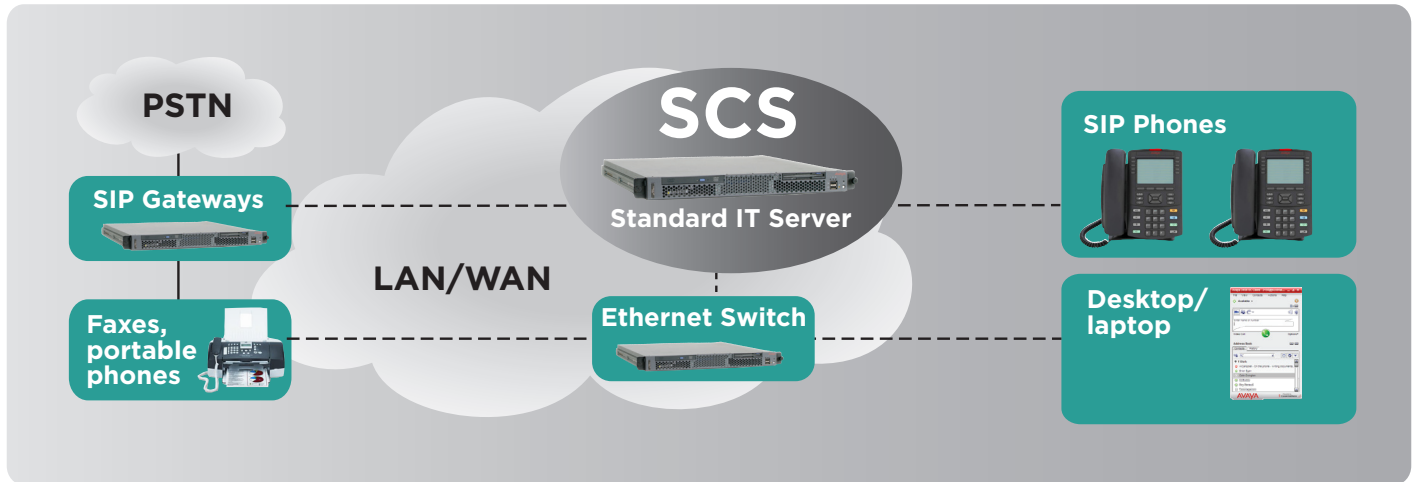 PSTN
SIP Gateways
Faxes,
portable
phones
LAN/WAN
SCS
Standard IT Server
Ethernet Switch
SIP Phones
Desktop/
laptop
AVAYA